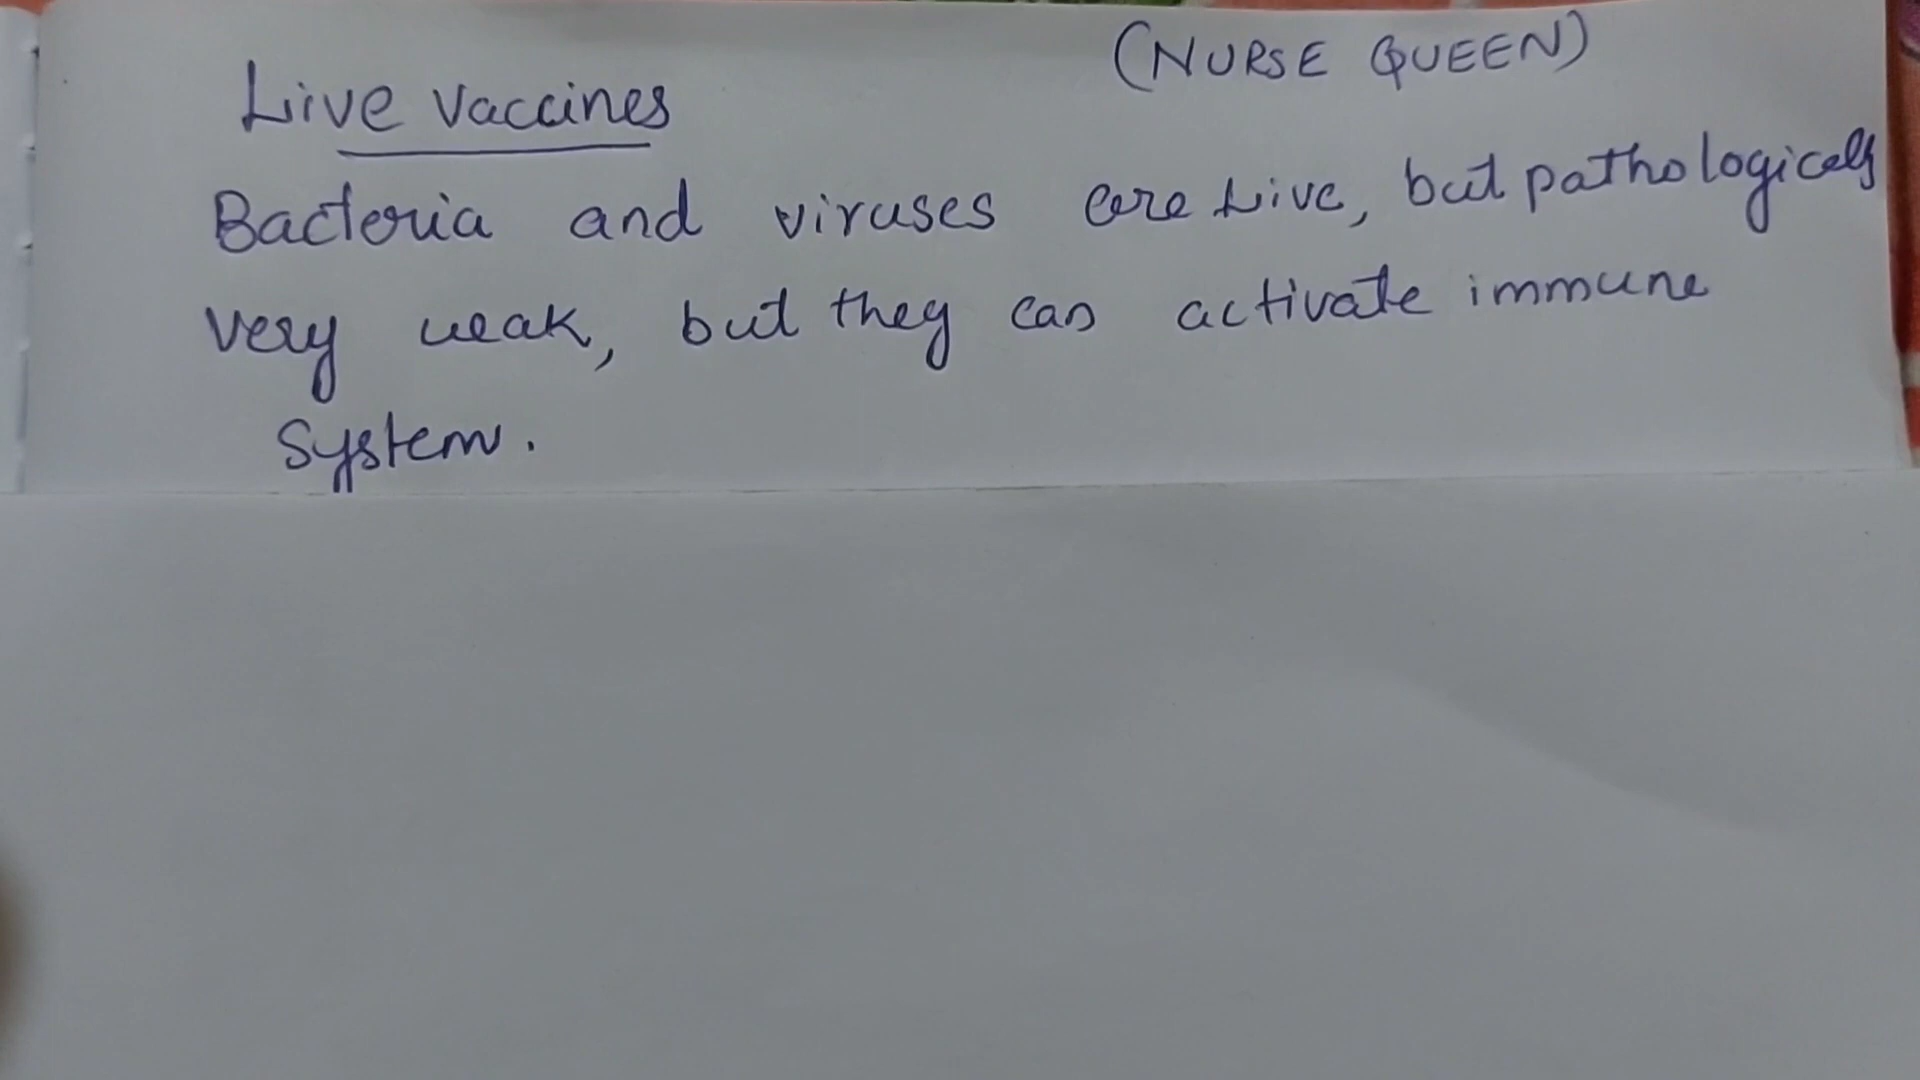 (NURSE QUEEN)
Live vaccines
Bacteria and viruses are Live, but pathologically
very weak, but they can activate immune
system.